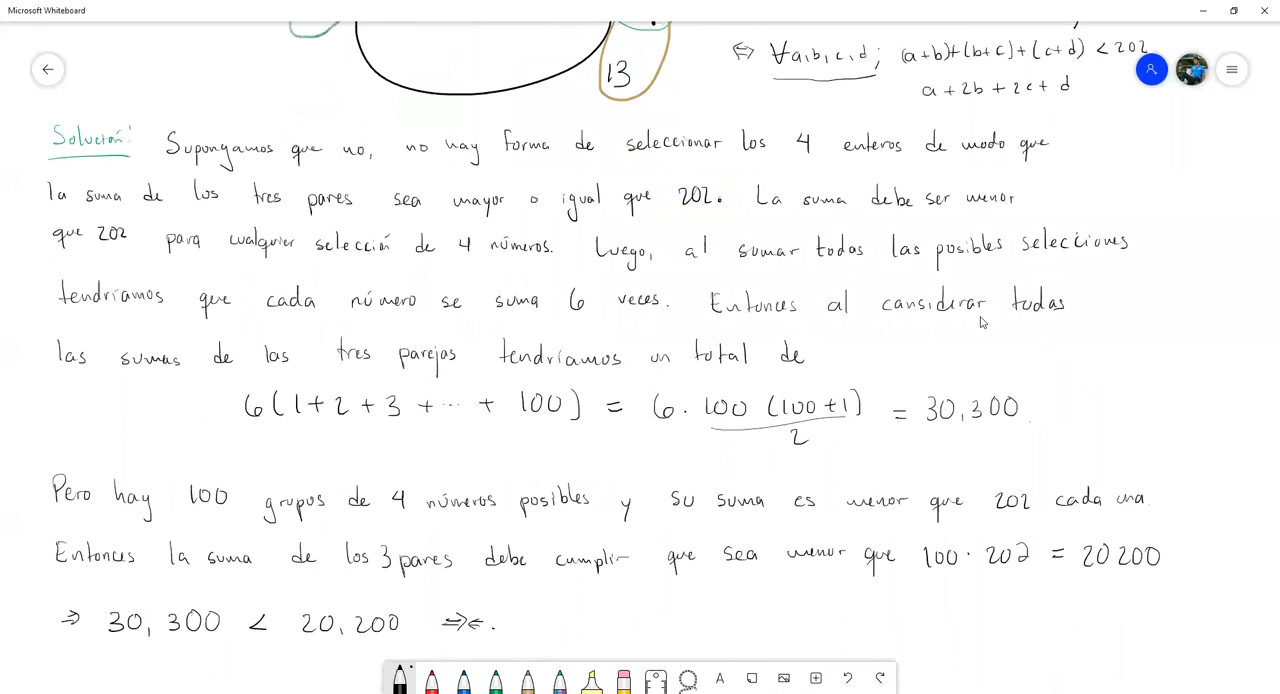 Microsoft Whiteboard
⇔ ∀a,b,c,d; (a+b)+(b+c)+(c+d) < 202
13
a + 2b + 2c + d
Solución: Supongamos que no, no hay forma de seleccionar los 4 enteros de modo que
la suma de los tres pares sea mayor o igual que 202. La suma debe ser menor
que 202 para cualquier selección de 4 números. Luego, al sumar todas las posibles selecciones
tendríamos que cada número se suma 6 veces. Entonces al cansiderar todas
las sumas de las tres parejas tendríamos un total de
6(1+2+3+...+100) = 6 · 100(100+1)/2 = 30,300.
Pero hay 100 grupos de 4 números posibles y su suma es menor que 202 cada una.
Entonces la suma de los 3 pares debe cumplir que sea menor que 100 · 202 = 20200
⇒ 30,300 < 20,200 ⇒⇐.